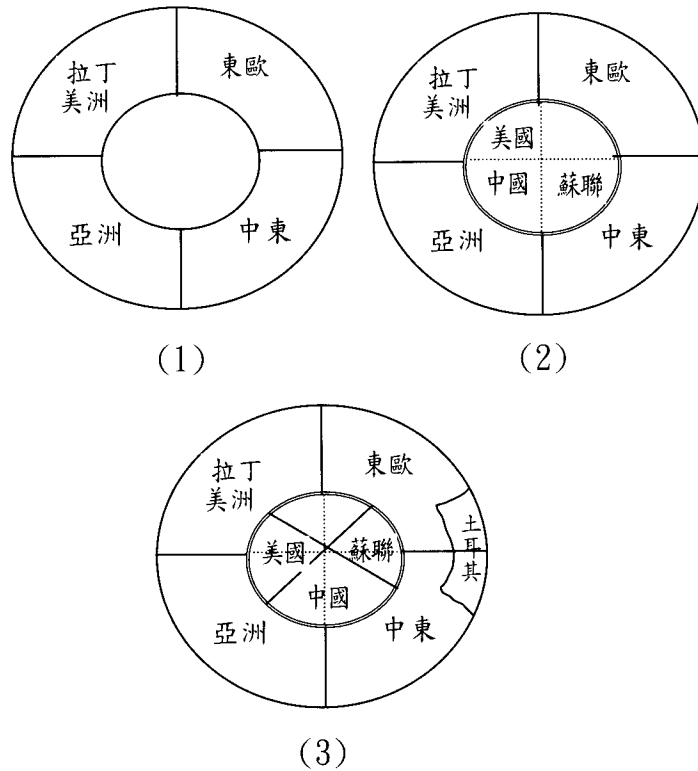 拉丁
美洲
東歐
亞洲
中東
(1)
拉丁
美洲
東歐
美國
中國
蘇聯
亞洲
中東
(2)
拉丁
美洲
東歐
土耳其
美國
蘇聯
中國
亞洲
中東
(3)